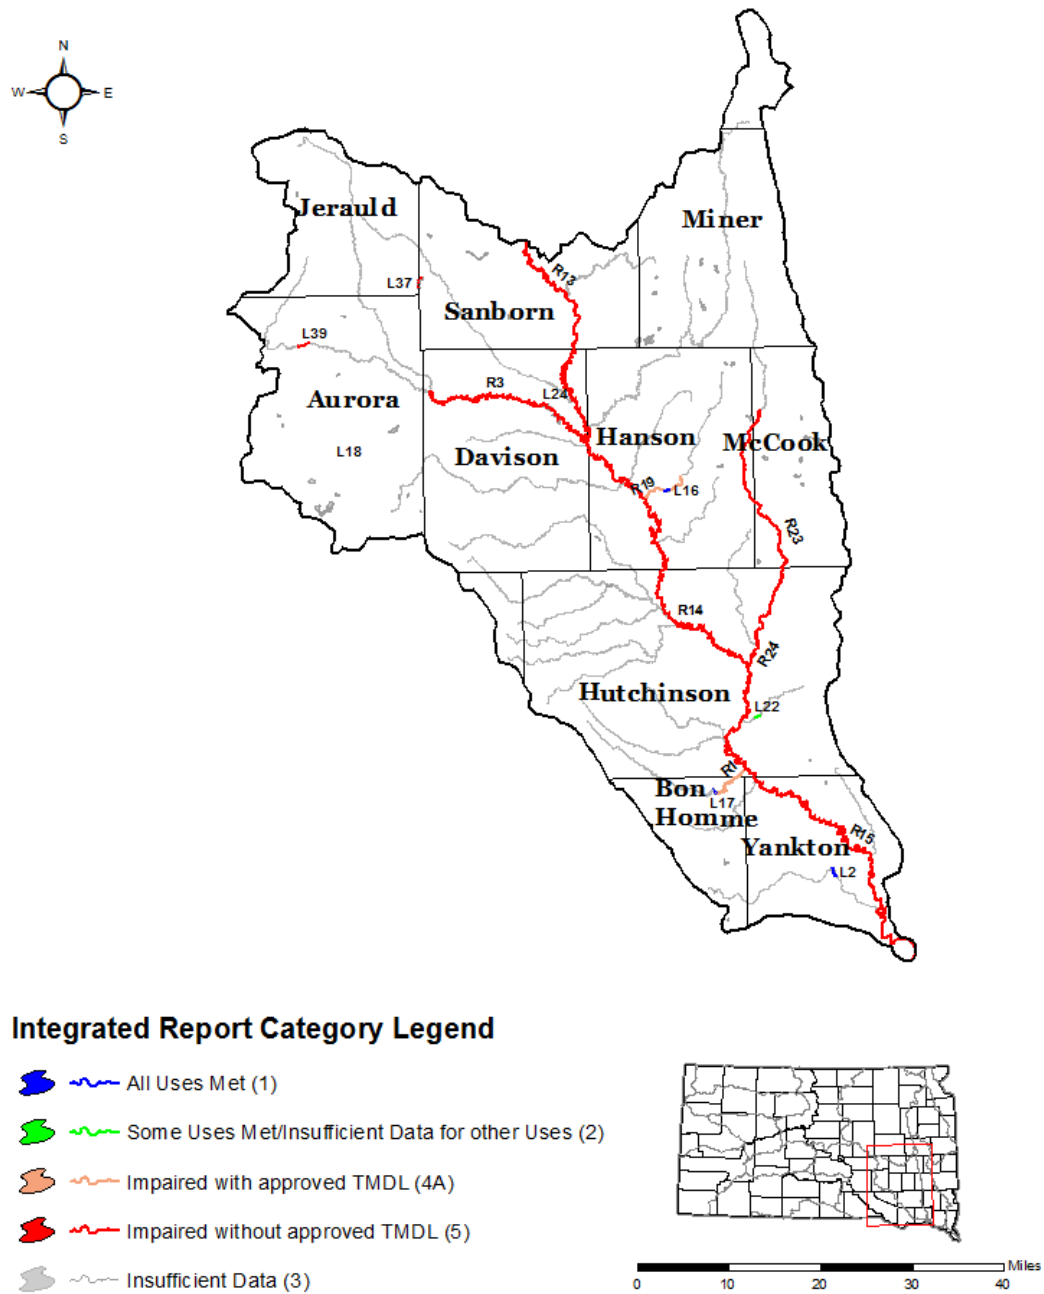 N
W E
S
Jerauld
Miner
R13
L37
Sanborn
L39
R3
L24
Aurora
Hanson
McCook
L18
Davison
R19
L16
R23
R14
R24
Hutchinson
L22
R1
Bon
Homme
L17
R15
Yankton
L2
Integrated Report Category Legend
All Uses Met (1)
Some Uses Met/Insufficient Data for other Uses (2)
Impaired with approved TMDL (4A)
Impaired without approved TMDL (5)
Insufficient Data (3)
Miles
0 10 20 30 40